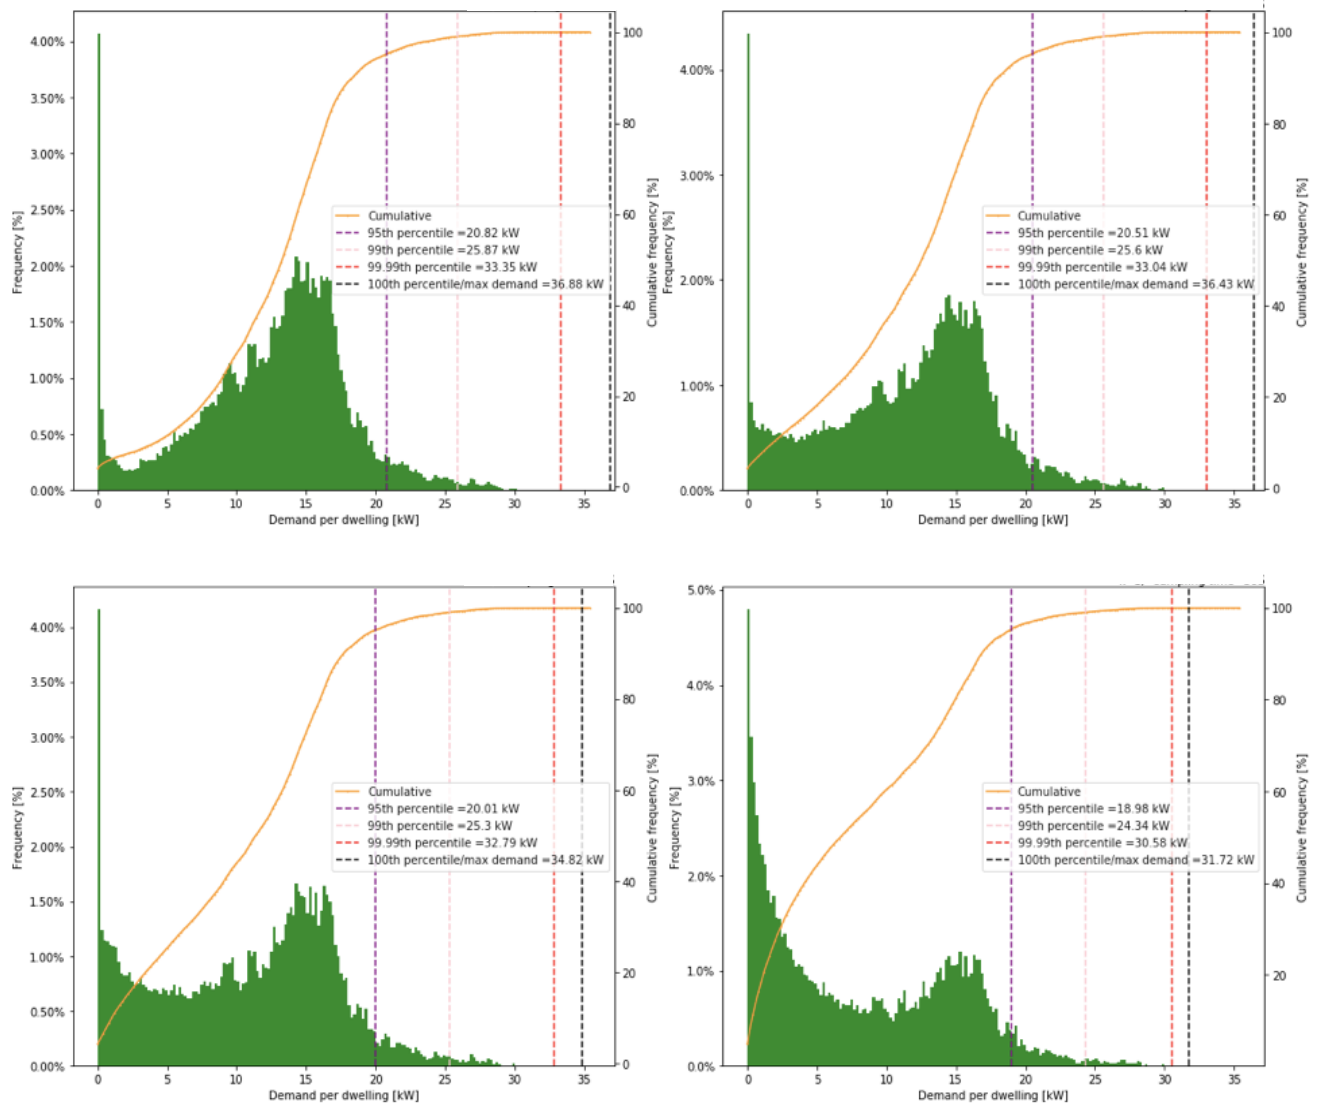 4.00%
3.50%
3.00%
2.50%
2.00%
1.50%
1.00%
0.50%
0.00%
Frequency [%]
0 5 10 15 20 25 30 35
Demand per dwelling [kW]
100
80
60
40
20
0
Cumulative frequency [%]
Cumulative
95th percentile =20.82 kW
99th percentile =25.87 kW
99.99th percentile =33.35 kW
100th percentile/max demand =36.88 kW
4.00%
3.00%
2.00%
1.00%
0.00%
Frequency [%]
0 5 10 15 20 25 30 35
Demand per dwelling [kW]
100
80
60
40
20
0
Cumulative frequency [%]
Cumulative
95th percentile =20.51 kW
99th percentile =25.6 kW
99.99th percentile =33.04 kW
100th percentile/max demand =36.43 kW
4.00%
3.50%
3.00%
2.50%
2.00%
1.50%
1.00%
0.50%
0.00%
Frequency [%]
0 5 10 15 20 25 30 35
Demand per dwelling [kW]
100
80
60
40
20
0
Cumulative frequency [%]
Cumulative
95th percentile =20.01 kW
99th percentile =25.3 kW
99.99th percentile =32.79 kW
100th percentile/max demand =34.82 kW
5.0%
4.0%
3.0%
2.0%
1.0%
0.0%
Frequency [%]
0 5 10 15 20 25 30 35
Demand per dwelling [kW]
100
80
60
40
20
Cumulative frequency [%]
Cumulative
95th percentile =18.98 kW
99th percentile =24.34 kW
99.99th percentile =30.58 kW
100th percentile/max demand =31.72 kW